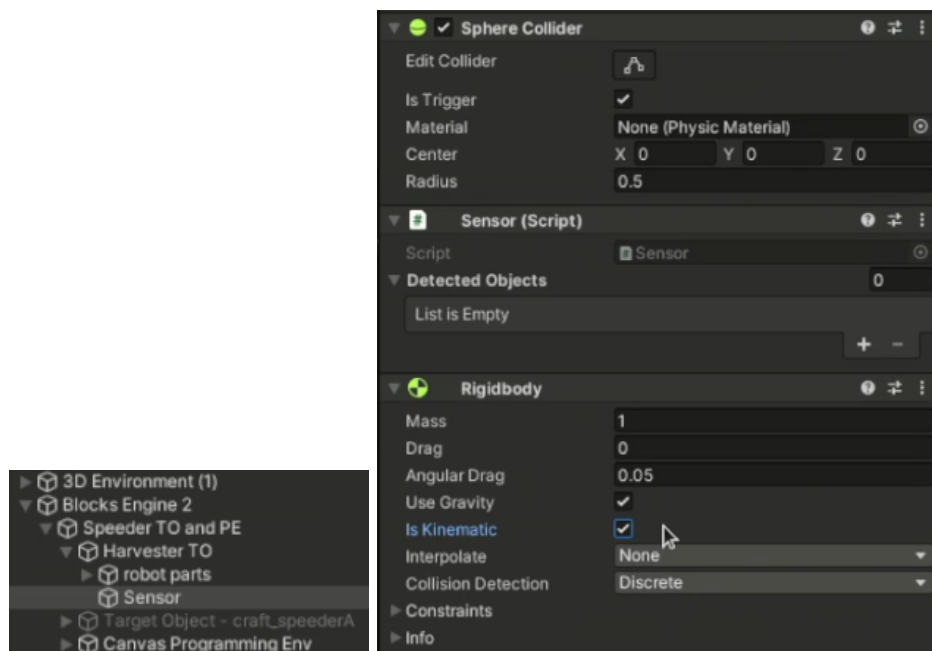 3D Environment (1)
Blocks Engine 2
Speeder TO and PE
Harvester TO
robot parts
Sensor
Target Object - craft_speederA
Canvas Programming Env
Sphere Collider
Edit Collider
Is Trigger
Material None (Physic Material)
Center X 0 Y 0 Z 0
Radius 0.5
# Sensor (Script)
Script Sensor
Detected Objects 0
List is Empty
+ -
Rigidbody
Mass 1
Drag 0
Angular Drag 0.05
Use Gravity
Is Kinematic
Interpolate None
Collision Detection Discrete
Constraints
Info